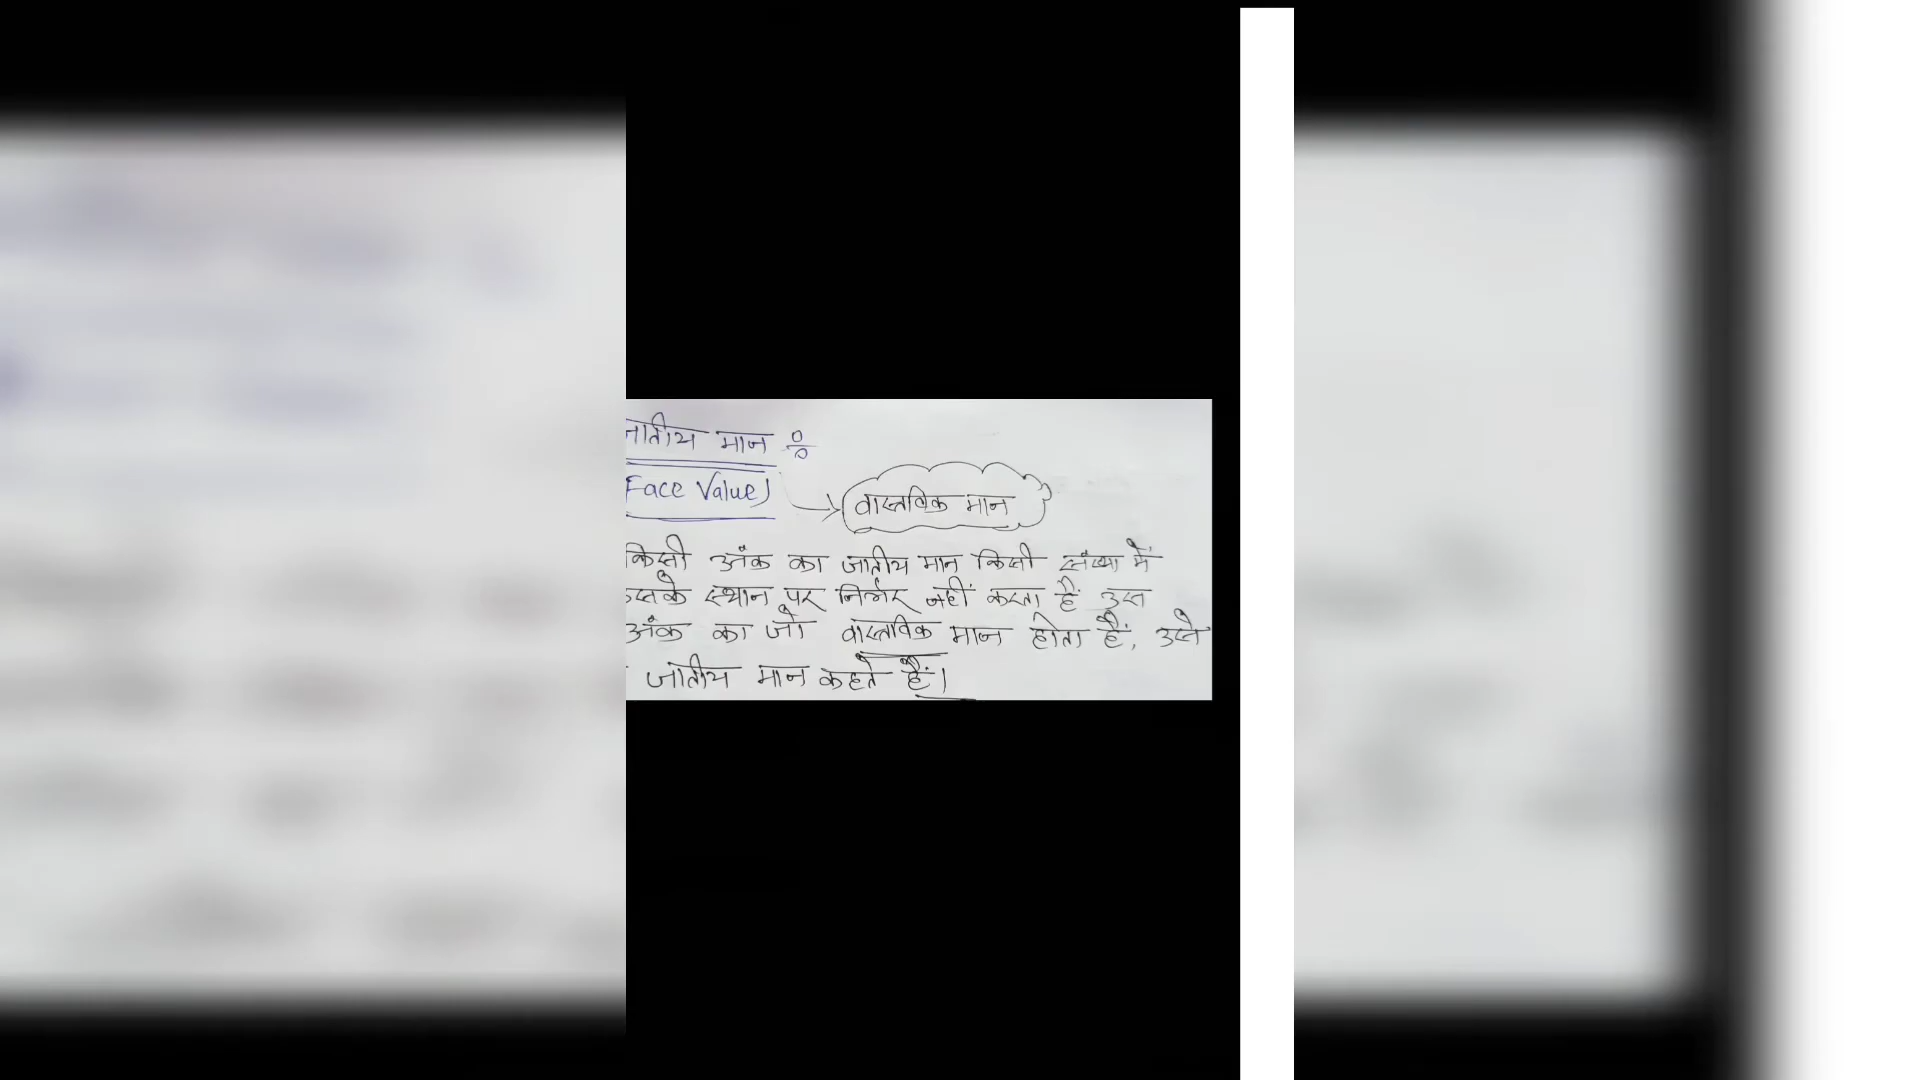 जातीय मान :-
(Face Value)
वास्तविक मान
किसी अंक का जातीय मान किसी संख्या में
उसके स्थान पर निर्भर नहीं करता है उस
अंक का जो वास्तविक मान होता है, उसे
जातीय मान कहते हैं।